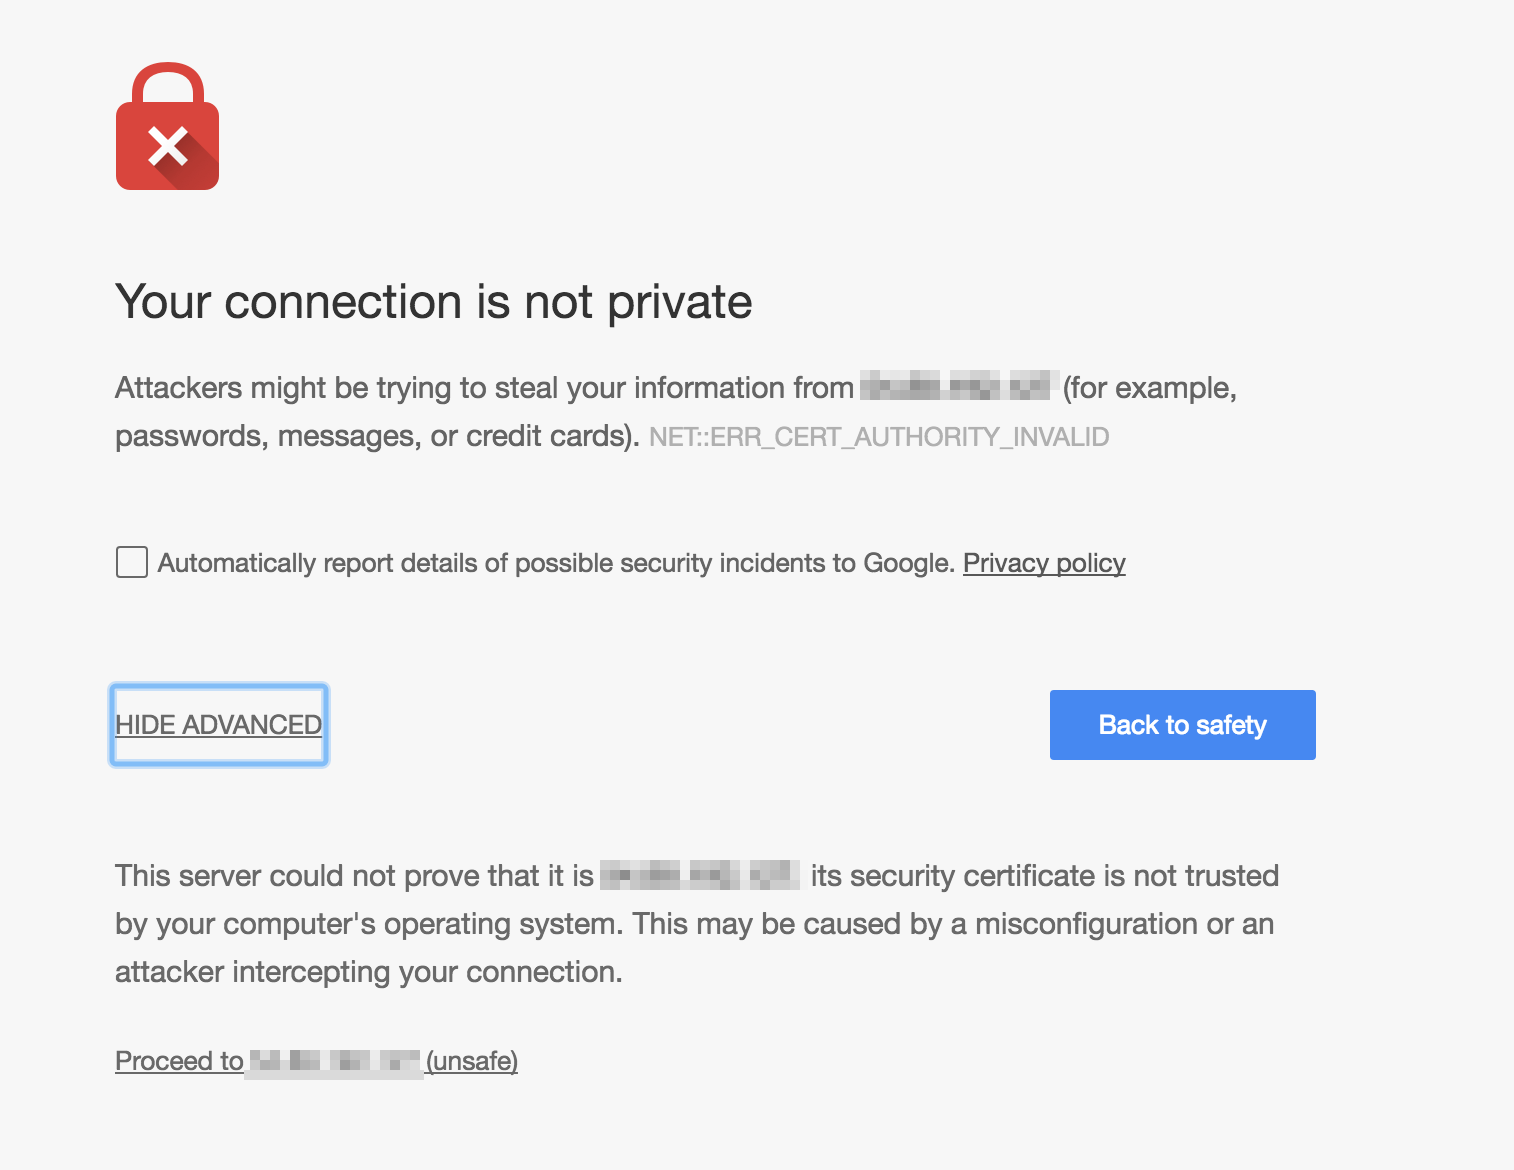 Your connection is not private
Attackers might be trying to steal your information from (for example,
passwords, messages, or credit cards). NET::ERR_CERT_AUTHORITY_INVALID
Automatically report details of possible security incidents to Google. Privacy policy
HIDE ADVANCED
Back to safety
This server could not prove that it is its security certificate is not trusted
by your computer's operating system. This may be caused by a misconfiguration or an
attacker intercepting your connection.
Proceed to (unsafe)